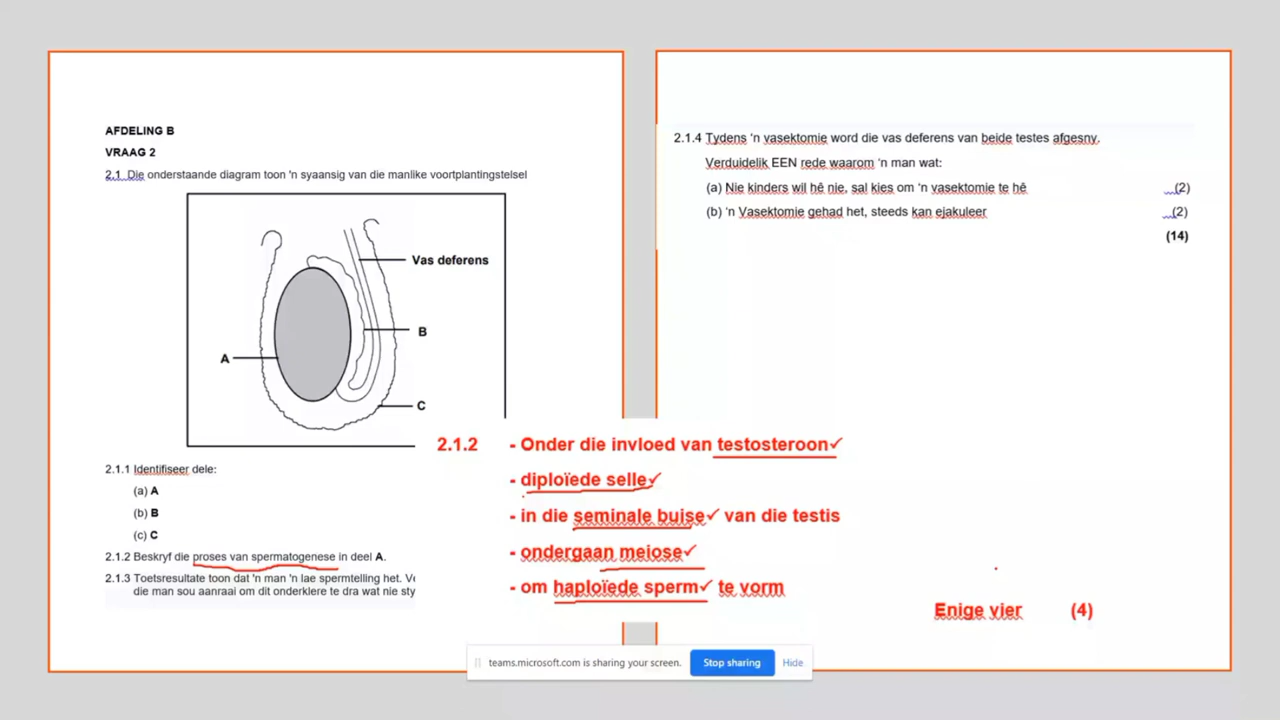 AFDELING B
VRAAG 2
2.1 Die onderstaande diagram toon 'n syaansig van die manlike voortplantingstelsel
Vas deferens
B
A
C
2.1.1 Identifiseer dele:
(a) A
(b) B
(c) C
2.1.2 Beskryf die proses van spermatogenese in deel A.
2.1.3 Toetsresultate toon dat 'n man 'n lae spermtelling het.
die man sou aanraai om dit onderklere te dra wat nie
2.1.2 - Onder die invloed van testosteroon✓
- diploïede selle✓
- in die seminale buise✓ van die testis
- ondergaan meiose✓
- om haploïede sperm✓ te vorm
Enige vier (4)
2.1.4 Tydens 'n vasektomie word die vas deferens van beide testes afgesny.
Verduidelik EEN rede waarom 'n man wat:
(a) Nie kinders wil hê nie, sal kies om 'n vasektomie te hê (2)
(b) 'n Vasektomie gehad het, steeds kan ejakuleer (2)
(14)
teams.microsoft.com is sharing your screen. Stop sharing Hide